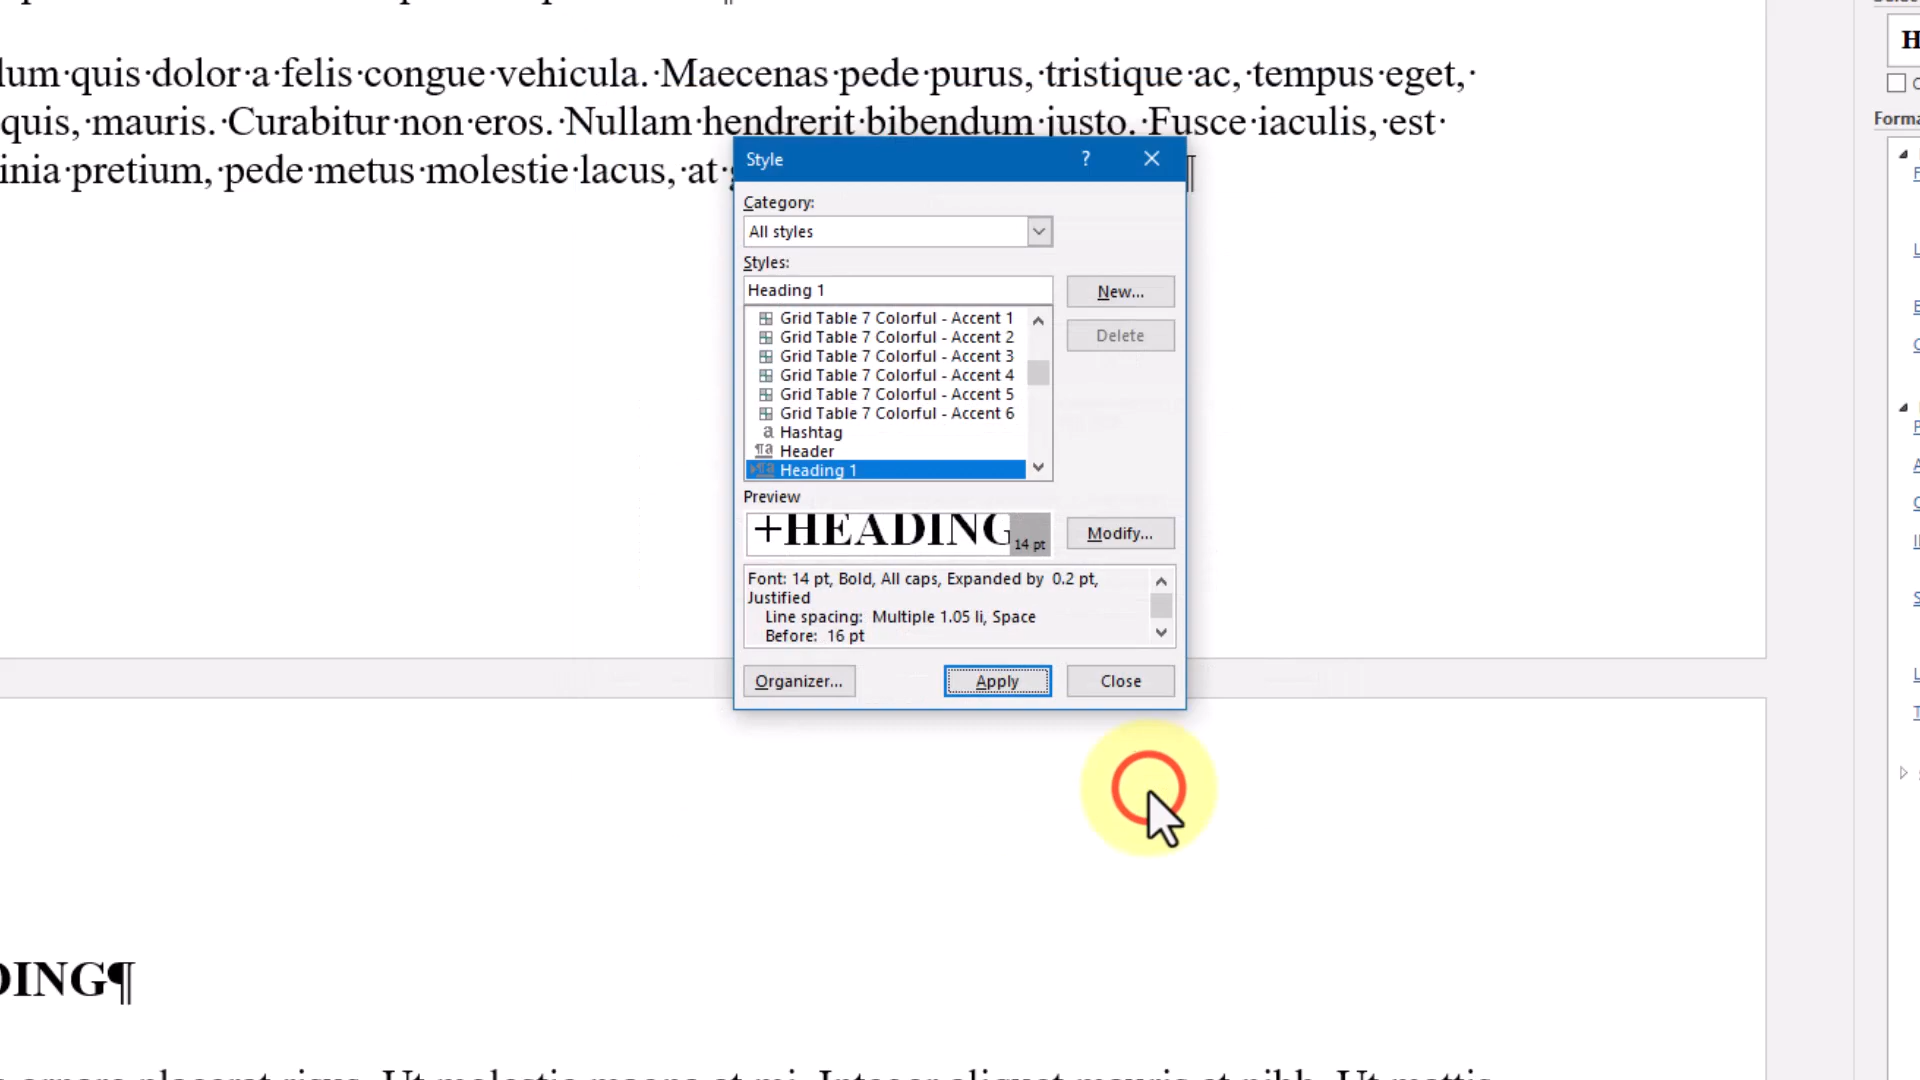 lum·quis·dolor·a·felis·congue·vehicula.·Maecenas·pede·purus,·tristique·ac,·tempus·eget,·
quis,·mauris.·Curabitur·non·eros.·Nullam·hendrerit·bibendum·justo.·Fusce·iaculis,·est·
inia·pretium,·pede·metus·molestie·lacus,·at·
¶
Style
?
Category:
All styles
Styles:
Heading 1
New...
Grid Table 7 Colorful - Accent 1
Grid Table 7 Colorful - Accent 2
Delete
Grid Table 7 Colorful - Accent 3
Grid Table 7 Colorful - Accent 4
Grid Table 7 Colorful - Accent 5
Grid Table 7 Colorful - Accent 6
a Hashtag
¶a Header
¶a Heading 1
Preview
+HEADING
14 pt
Modify...
Font: 14 pt, Bold, All caps, Expanded by 0.2 pt,
Justified
Line spacing: Multiple 1.05 li, Space
Before: 16 pt
Organizer...
Apply
Close
DING¶
Forma
H